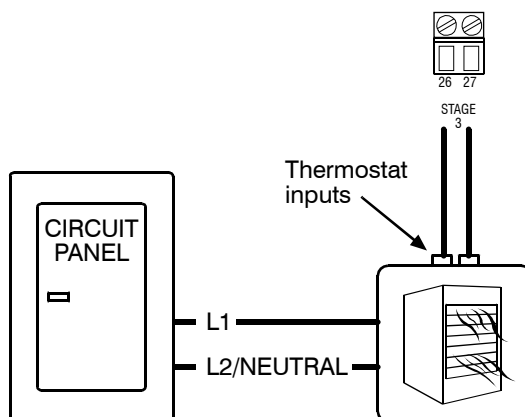 26 27
STAGE
3
Thermostat
inputs
CIRCUIT
PANEL
L1
L2/NEUTRAL